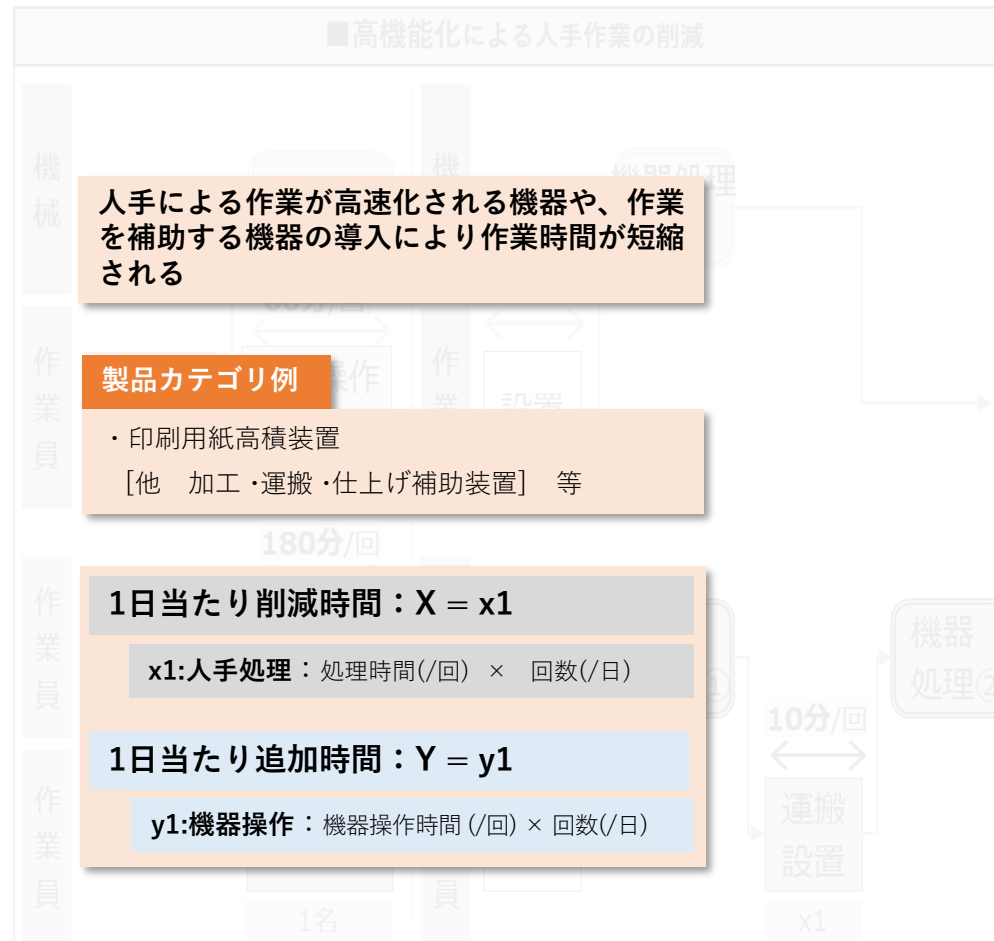 ■高機能化による人手作業の削減
機械
機
機器処理
人手による作業が高速化される機器や、作業
を補助する機器の導入により作業時間が短縮
される
作業員
操作
作業
設置
製品カテゴリ例
・印刷用紙高積装置
[他　加工・運搬・仕上げ補助装置]　等
180分/回
作業員
1日当たり削減時間：X = x1
x1:人手処理：処理時間(/回) × 回数(/日)
機器
処理②
10分/回
1日当たり追加時間：Y = y1
y1:機器操作：機器操作時間 (/回) × 回数(/日)
作業員
運搬
設置
員
1名
x1